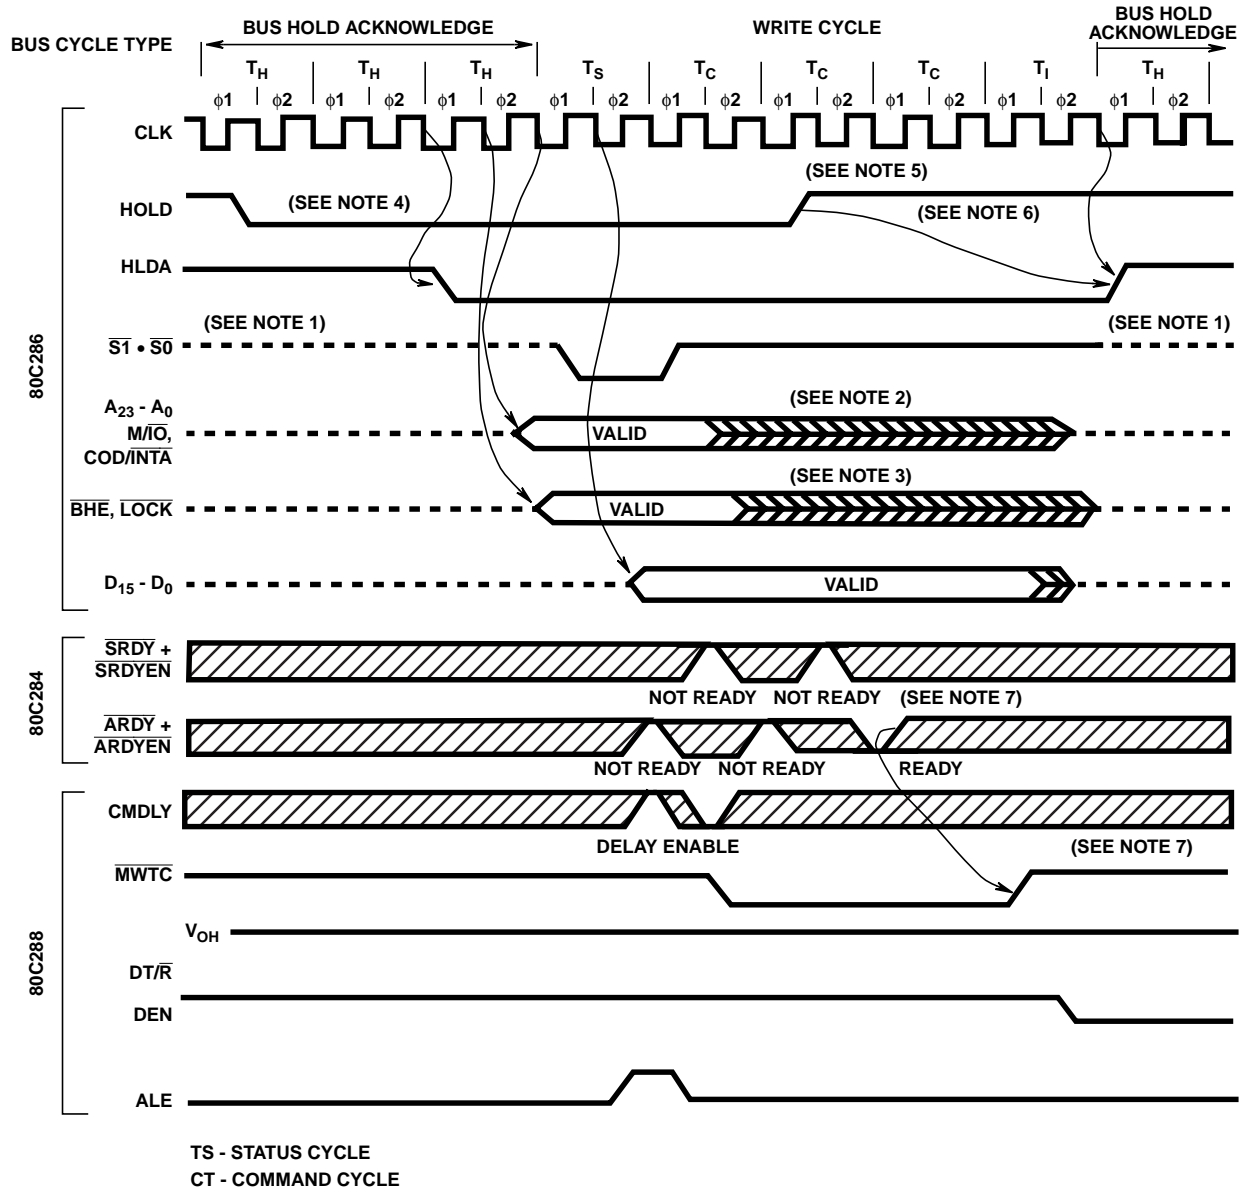 BUS CYCLE TYPE
BUS HOLD ACKNOWLEDGE
WRITE CYCLE
BUS HOLD
ACKNOWLEDGE
TH TH TH TS TC TC TC TI TH
ϕ1 ϕ2 ϕ1 ϕ2 ϕ1 ϕ2 ϕ1 ϕ2 ϕ1 ϕ2 ϕ1 ϕ2 ϕ1 ϕ2 ϕ1 ϕ2 ϕ1 ϕ2
80C286
CLK
(SEE NOTE 5)
HOLD
(SEE NOTE 4)
(SEE NOTE 6)
HLDA
(SEE NOTE 1)
(SEE NOTE 1)
S1 • S0
A23 - A0
M/IO,
COD/INTA
VALID
(SEE NOTE 2)
BHE, LOCK
VALID
(SEE NOTE 3)
D15 - D0
VALID
80C284
SRDY +
SRDYEN
NOT READY NOT READY (SEE NOTE 7)
ARDY +
ARDYEN
NOT READY NOT READY READY
80C288
CMDLY
DELAY ENABLE
(SEE NOTE 7)
MWTC
VOH
DT/R
DEN
ALE
TS - STATUS CYCLE
CT - COMMAND CYCLE